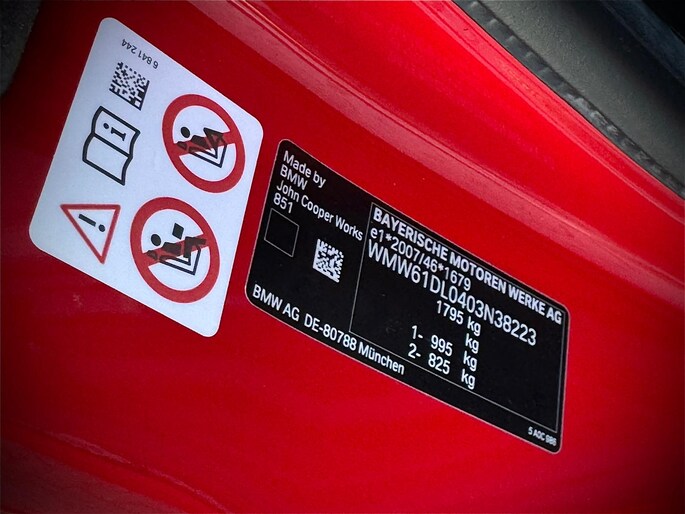 6 841 244
Made by
BMW
John Cooper Works
851
BMW AG DE-80788 München
BAYERISCHE MOTOREN WERKE AG
e1*2007/46*1679
WMW61DL0403N38223
1795 kg
kg
1- 995 kg
2- 825 kg
5 A0C 986